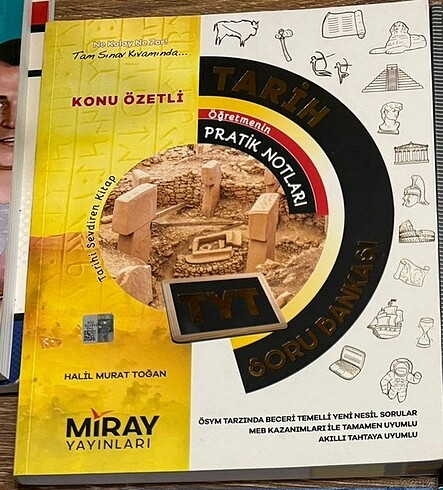 Ne Kolay Ne Zor!
Tam Sınav Kıvamında...
KONU ÖZETLİ
TARİH
Öğretmenin
PRATİK NOTLARI
Tarihi Sevdiren Kitap
TYT
SORU BANKASI
HALİL MURAT TOĞAN
MİRAY
YAYINLARI
ÖSYM TARZINDA BECERİ TEMELLİ YENİ NESİL SORULAR
MEB KAZANIMLARI İLE TAMAMEN UYUMLU
AKILLI TAHTAYA UYUMLU